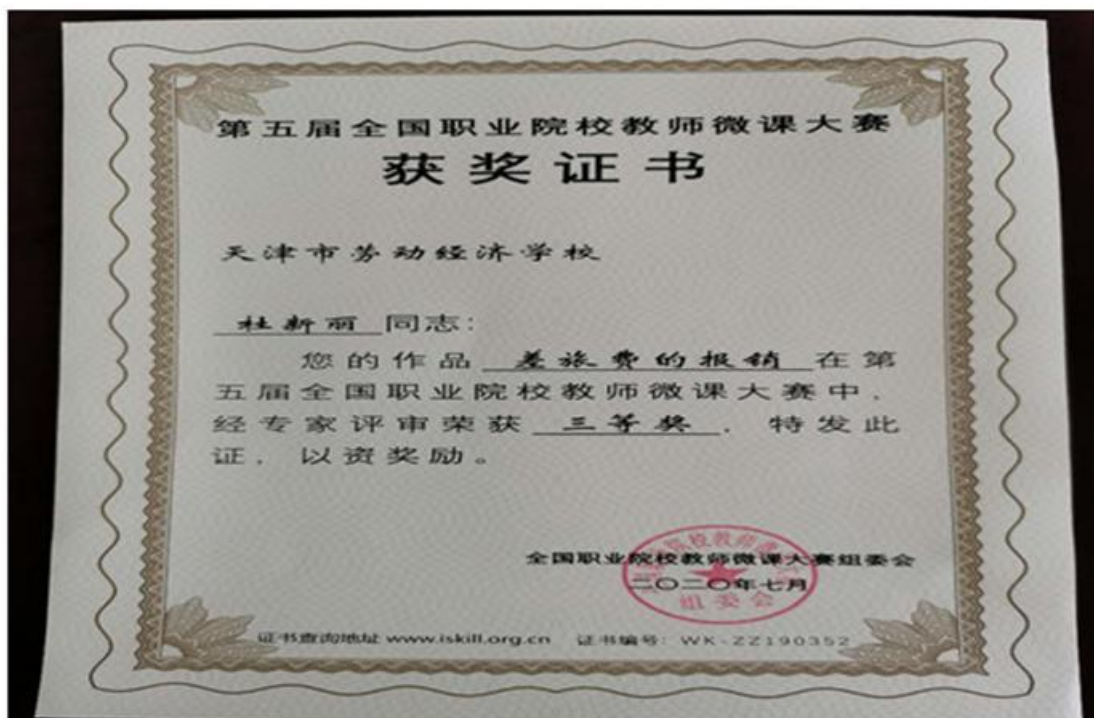 第五届全国职业院校教师微课大赛
获奖证书
天津市劳动经济学校
杜新丽 同志:
您的作品 差旅费的报销 在第
五届全国职业院校教师微课大赛中,
经专家评审荣获 三等奖 , 特发此
证, 以资奖励。
全国职业院校教师微课大赛组委会
二〇二〇年七月
组委会
证书查询地址 www.iskill.org.cn 证书编号: WK-ZZ190352